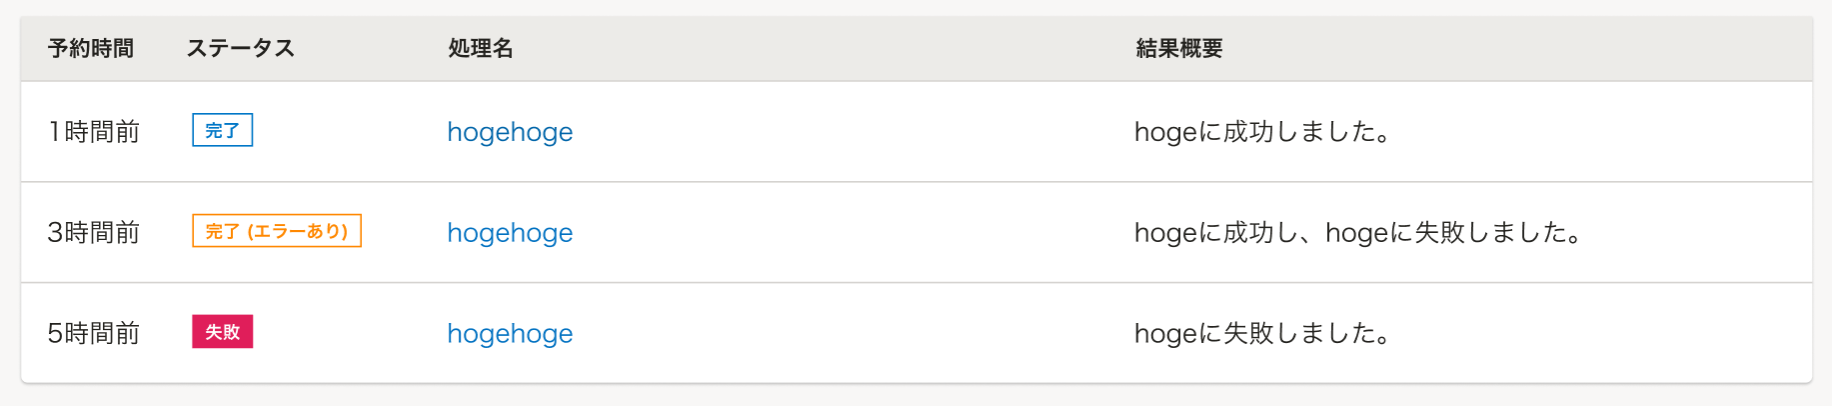 予約時間 ステータス 処理名 結果概要
1時間前 完了 hogehoge hogeに成功しました。
3時間前 完了 (エラーあり) hogehoge hogeに成功し、hogeに失敗しました。
5時間前 失敗 hogehoge hogeに失敗しました。